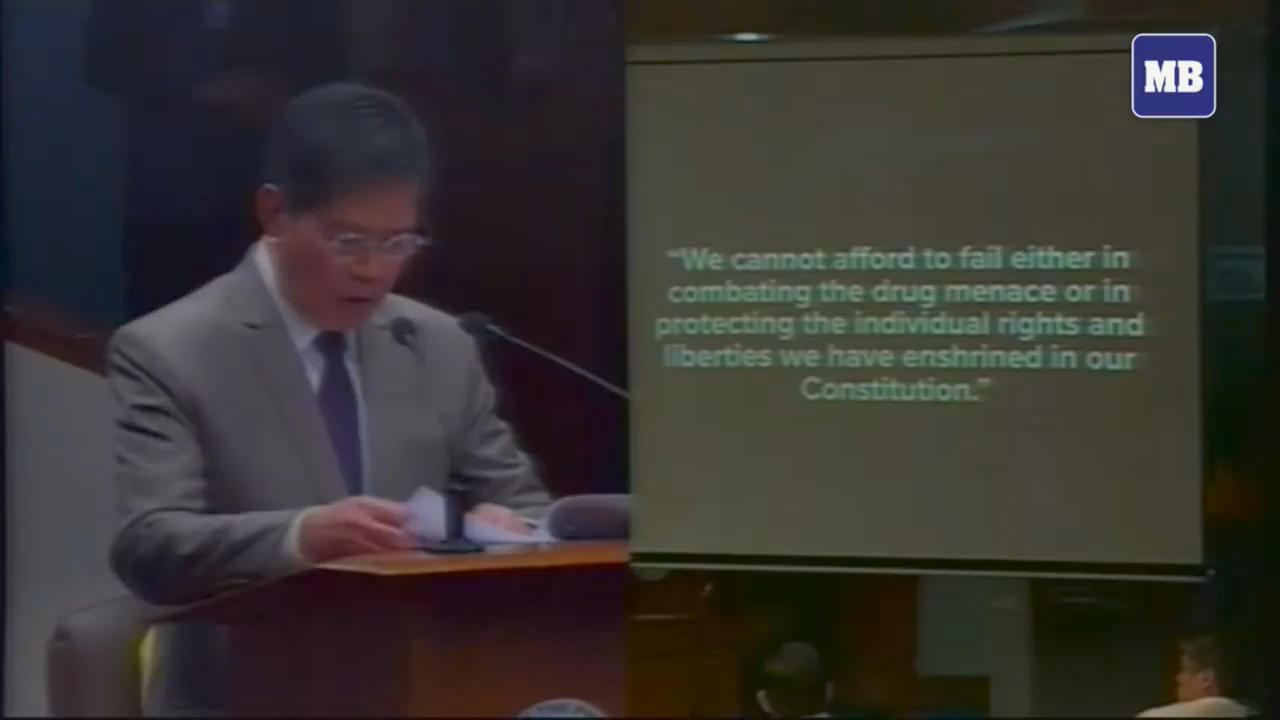 MB
“We cannot afford to fail either in
combating the drug menace or in
protecting the individual rights and
liberties we have enshrined in our
Constitution.”